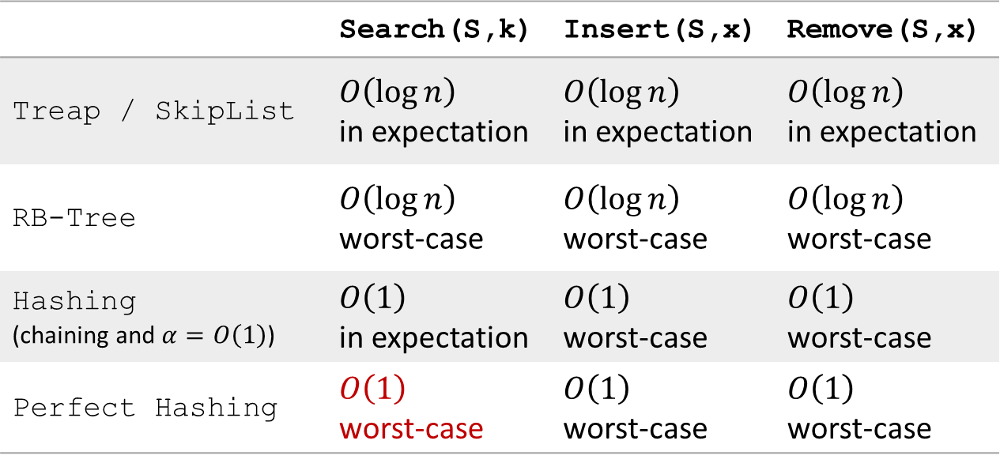 Search(S,k) Insert(S,x) Remove(S,x)
Treap / SkipList
O(log n) O(log n) O(log n)
in expectation in expectation in expectation
RB-Tree
O(log n) O(log n) O(log n)
worst-case worst-case worst-case
Hashing
(chaining and α = O(1))
O(1) O(1) O(1)
in expectation worst-case worst-case
Perfect Hashing
O(1) O(1) O(1)
worst-case worst-case worst-case